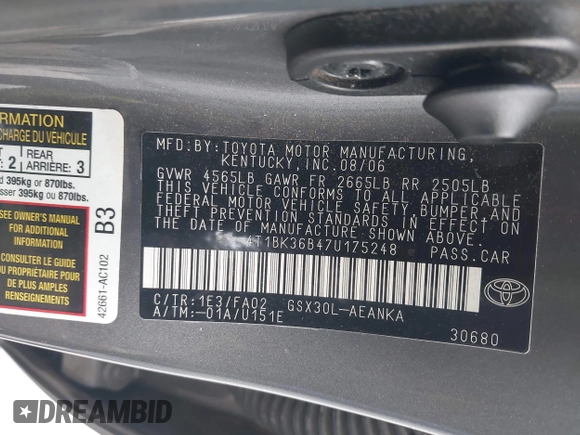 ORMATION
CHARGE DU VÉHICULE
T: 2 REAR ARRIÈRE: 3
d 395kg or 870lbs.
sser 395kg ou 870lbs.
SEE OWNER'S MANUAL
FOR ADDITIONAL
INFORMATION
CONSULTER LE GUIDE
DU PROPRIÉTAIRE
POUR DE PLUS
AMPLES
RENSEIGNEMENTS
B3
42661-AC102
MFD.BY:TOYOTA MOTOR MANUFACTURING,
KENTUCKY, INC.08/06
GVWR 4565LB GAWR FR 2665LB RR 2505LB
THIS VEHICLE CONFORMS TO ALL APPLICABLE
FEDERAL MOTOR VEHICLE SAFETY, BUMPER, AND
THEFT PREVENTION STANDARDS IN EFFECT ON
THE DATE OF MANUFACTURE SHOWN ABOVE.
4T1BK36B47U175248 PASS.CAR
C/TR:1E3/FA02 GSX30L-AEANKA
A/TM:-01A/U151E
TOYOTA
30680
DREAMBID